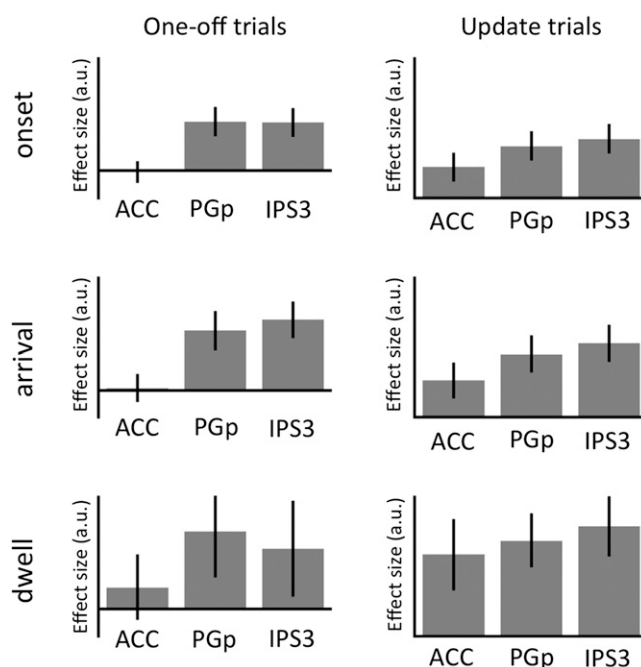 One-off trials
Update trials
onset
Effect size (a.u.)
ACC PGp IPS3
Effect size (a.u.)
ACC PGp IPS3
arrival
Effect size (a.u.)
ACC PGp IPS3
Effect size (a.u.)
ACC PGp IPS3
dwell
Effect size (a.u.)
ACC PGp IPS3
Effect size (a.u.)
ACC PGp IPS3